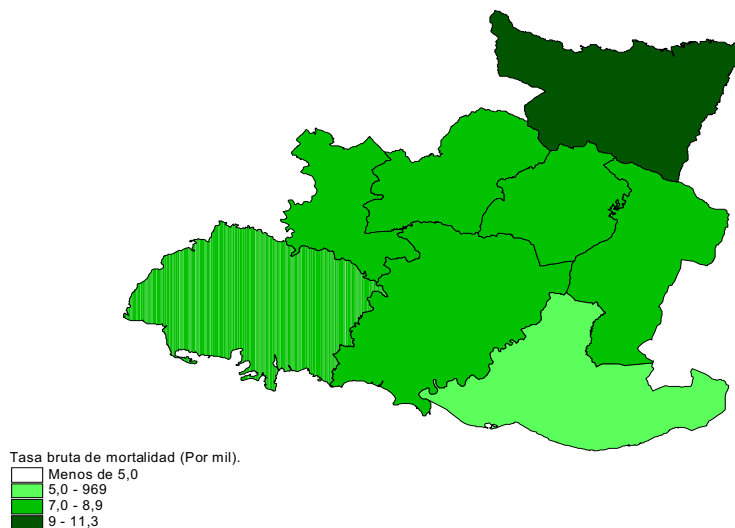 Tasa bruta de mortalidad (Por mil).
Menos de 5,0
5,0 - 969
7,0 - 8,9
9 - 11,3